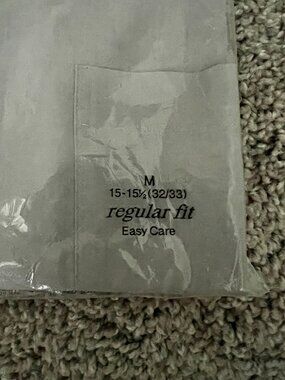 M
15-15½(32/33)
regular fit
Easy Care